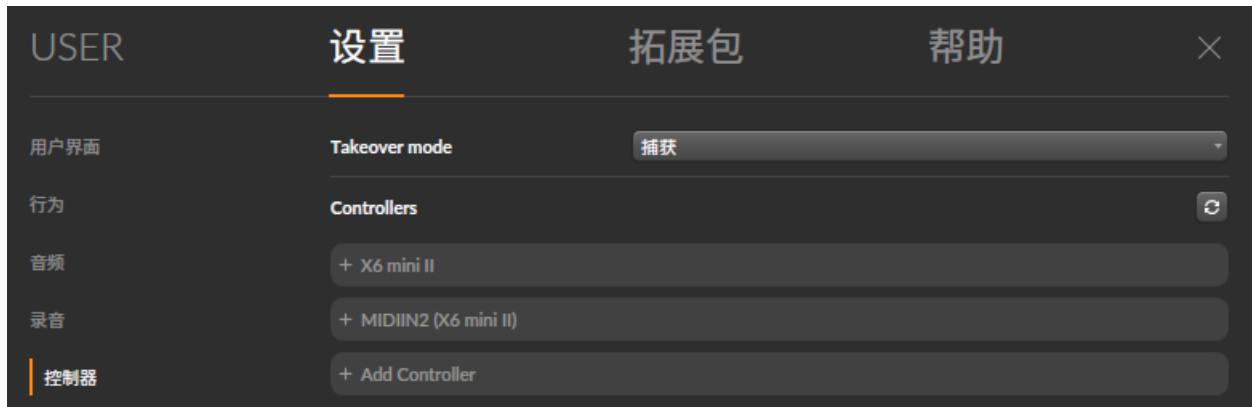 USER 设置 拓展包 帮助
用户界面 Takeover mode 捕获
行为 Controllers
音频 + X6 mini II
录音 + MIDIIN2 (X6 mini II)
控制器 + Add Controller